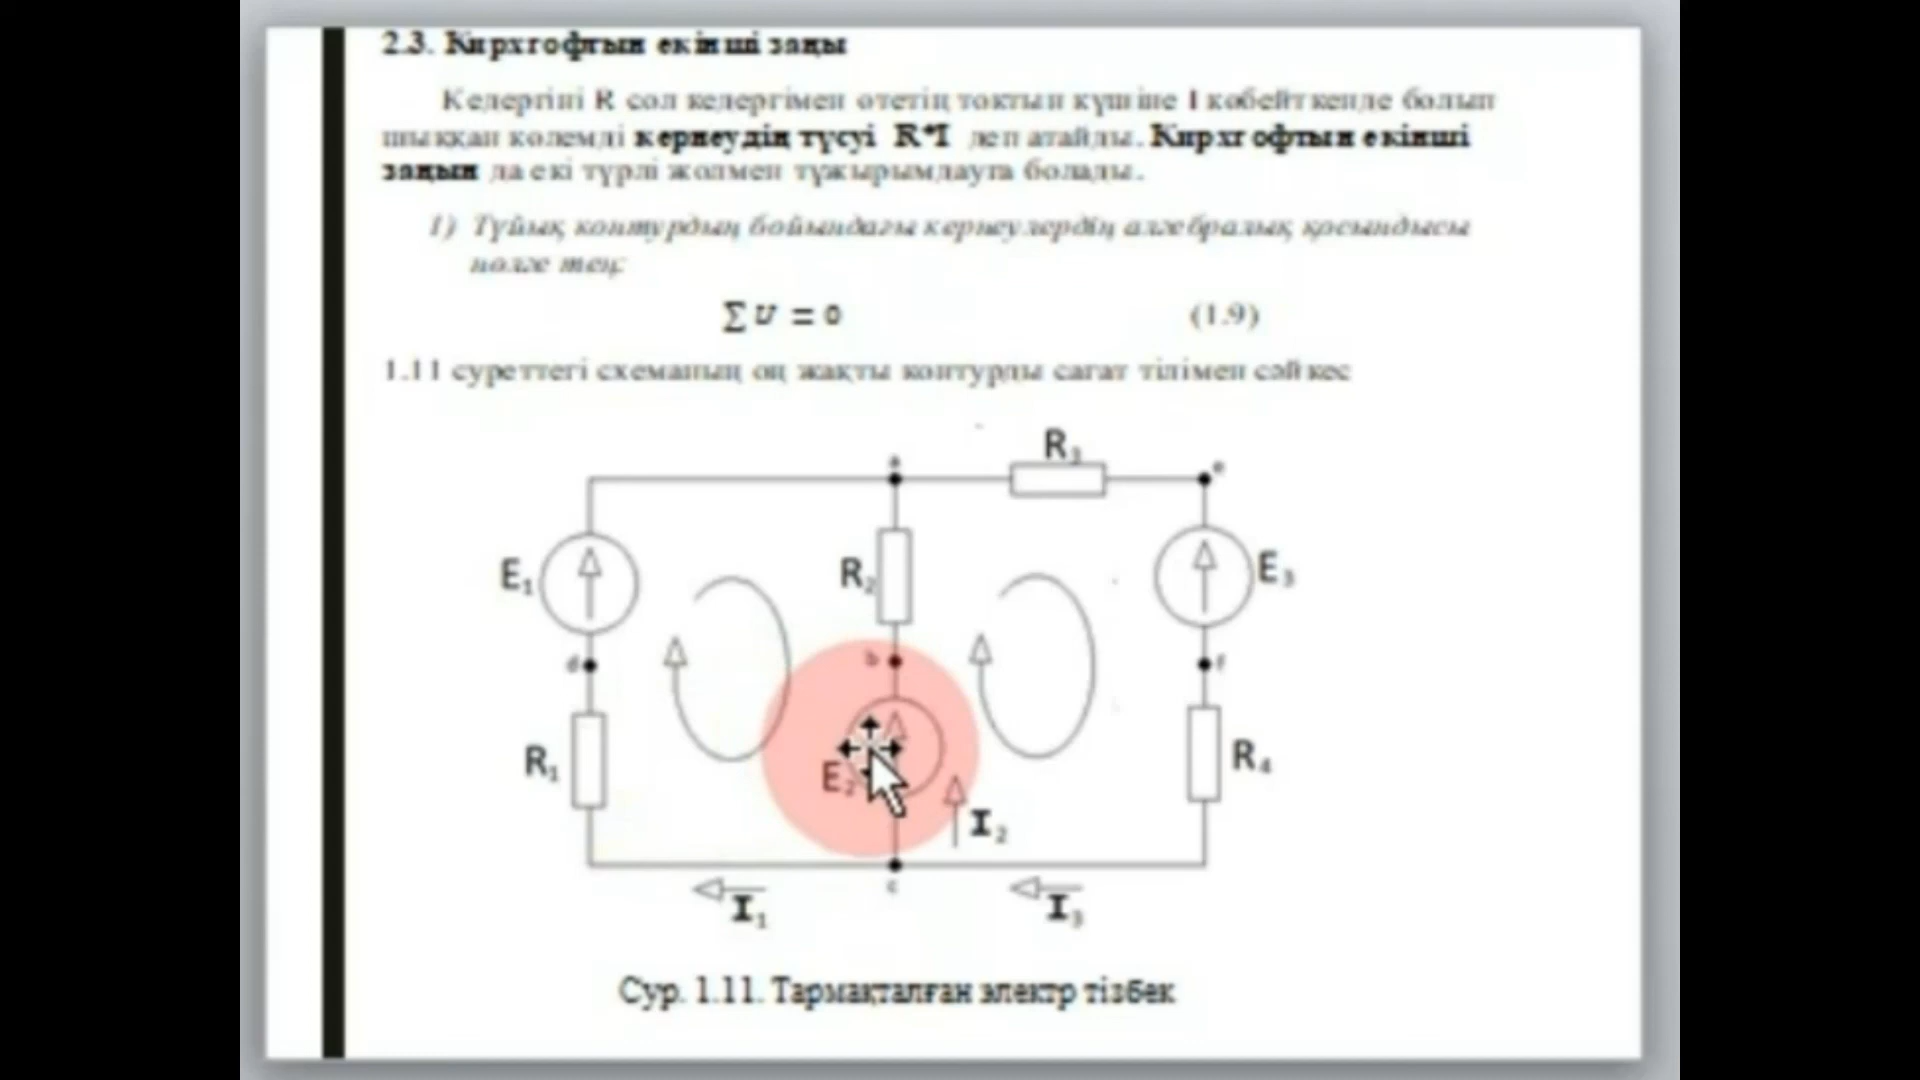 2.3. Кирхгофтың екінші заңы
Кедергіні R сол кедергімен өтетін токтың күшіне I көбейткенде болып
шыққан көлемді кернеудің түсуі R*I деп атайды. Кирхгофтың екінші
заңын да екі түрлі жолмен тұжырымдауға болады.
1) Тұйық контурдың бойындағы кернеулердің алгебралық қосындысы
нөлге тең:
∑ U = 0 (1.9)
1.11 суреттегі схеманың оң жақты контурды сағат тілімен сәйкес
R₃
a
e
E₁
R₂
E₃
d
b
f
R₁
E₂
R₄
I₂
c
I₁
I₃
Сур. 1.11. Тармақталған электр тізбек